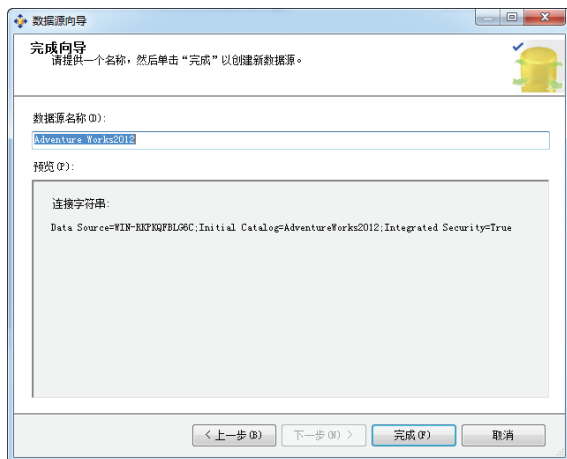 数据源向导
完成向导
请提供一个名称，然后单击“完成”以创建新数据源。
数据源名称(D):
Adventure Works2012
预览(P):
连接字符串:
Data Source=WIN-RKPKQFBLG6C;Initial Catalog=AdventureWorks2012;Integrated Security=True
< 上一步(B)
下一步(N) >
完成(F)
取消